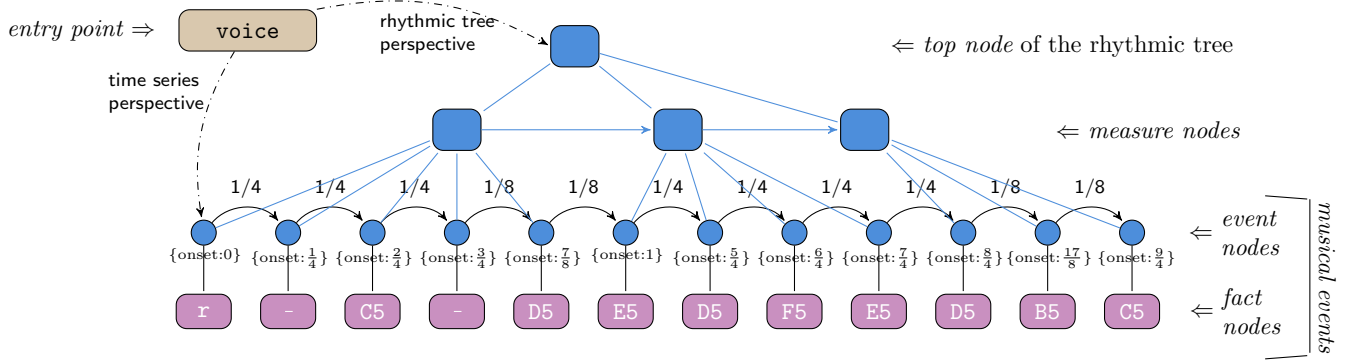 entry point ⇒
voice
rhythmic tree
perspective
⇐ top node of the rhythmic tree
time series
perspective
⇐ measure nodes
1/4 1/4 1/4 1/8 1/8 1/4 1/4 1/4 1/4 1/8 1/8
⇐ event
nodes
{onset:0} {onset:1/4} {onset:2/4} {onset:3/4} {onset:7/8} {onset:1} {onset:5/4} {onset:6/4} {onset:7/4} {onset:8/4} {onset:17/8} {onset:9/4}
r - C5 - D5 E5 D5 F5 E5 D5 B5 C5
⇐ fact
nodes
musical events